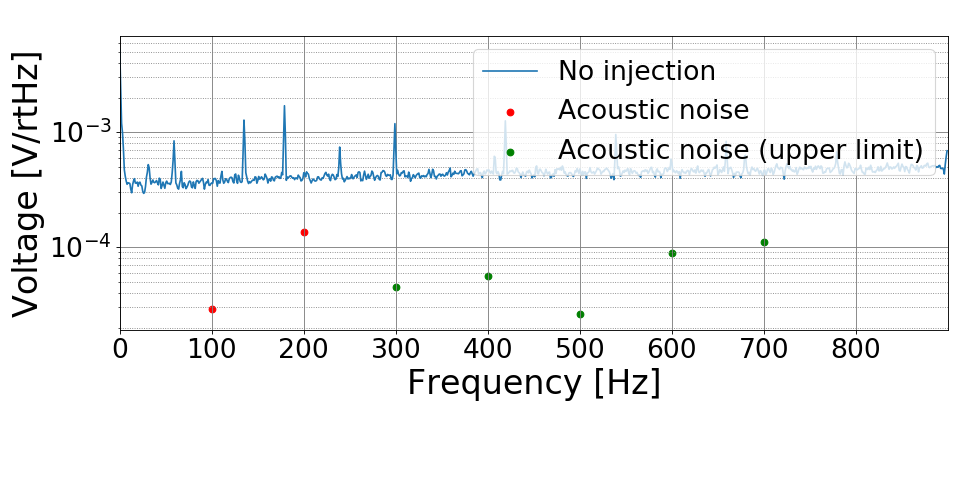 Voltage [V/rtHz]
10⁻³
10⁻⁴
No injection
Acoustic noise
Acoustic noise (upper limit)
0 100 200 300 400 500 600 700 800
Frequency [Hz]